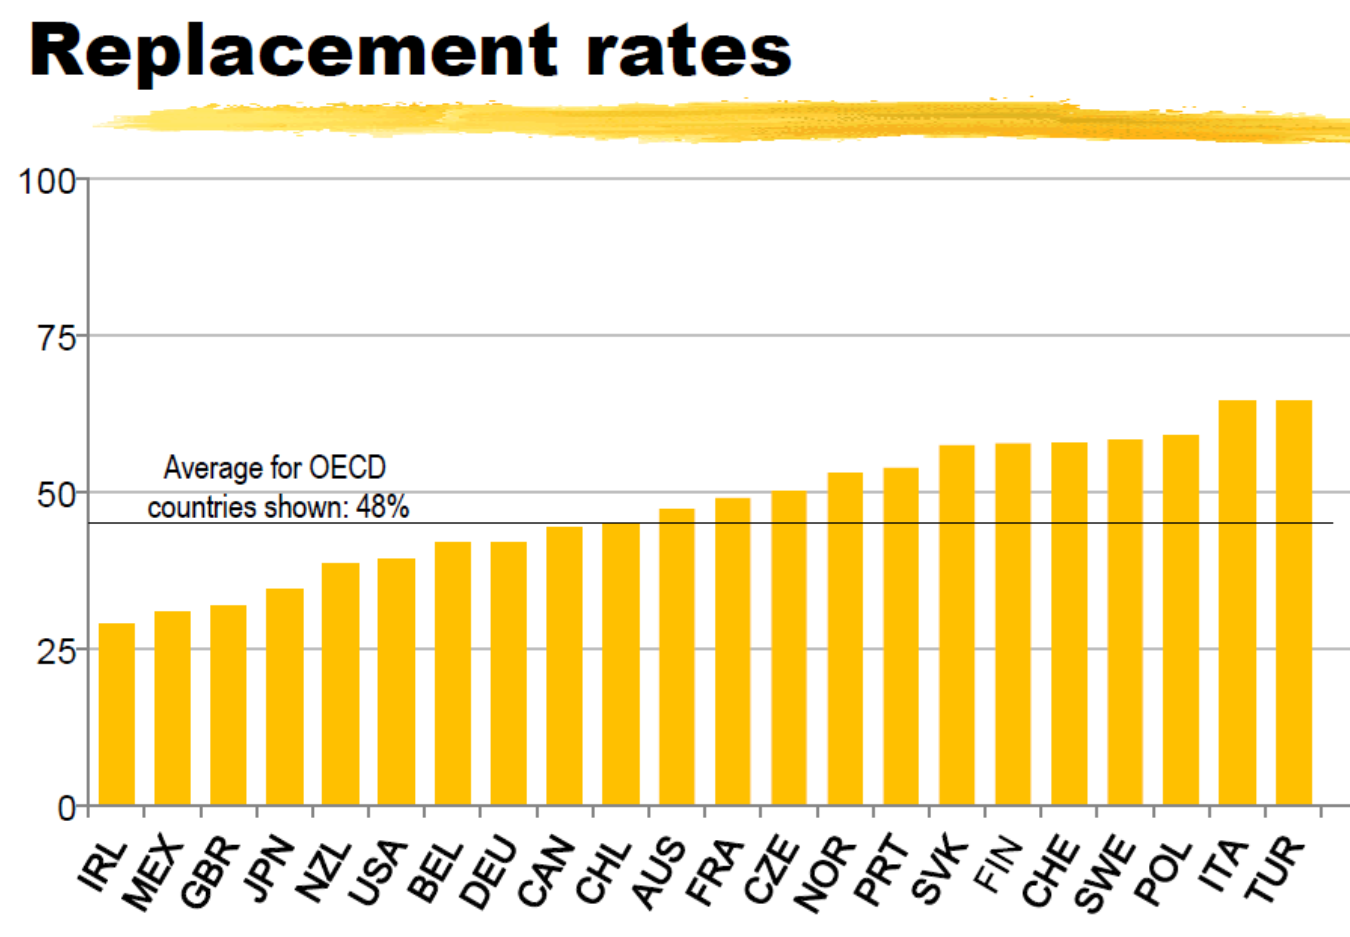 Replacement rates
100
75
Average for OECD
50
countries shown: 48%
25
0
IRL
MEX
GBR
JPN
NZL
USA
BEL
DEU
CAN
CHL
AUS
FRA
CZE
NOR
PRT
SVK
FIN
CHE
SWE
POL
ITA
TUR